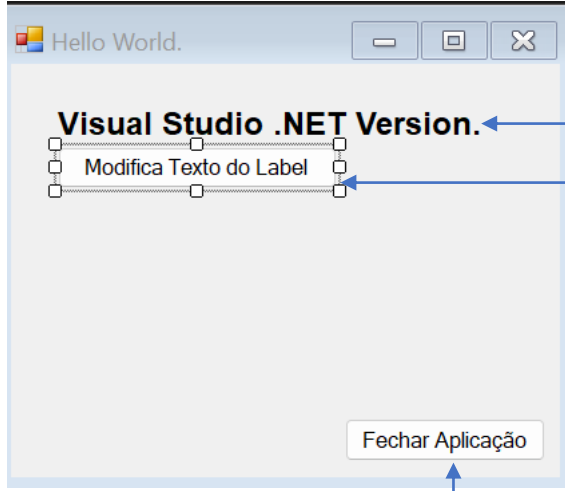 Hello World.
Visual Studio .NET Version.
Modifica Texto do Label
Fechar Aplicação